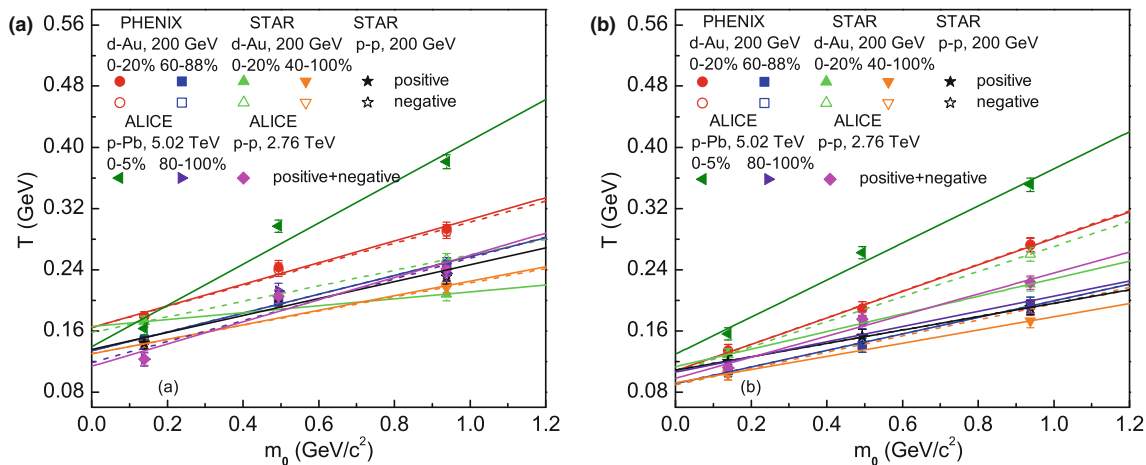 (a)
PHENIX STAR STAR
d-Au, 200 GeV d-Au, 200 GeV p-p, 200 GeV
0-20% 60-88% 0-20% 40-100%
positive
negative
ALICE ALICE
p-Pb, 5.02 TeV p-p, 2.76 TeV
0-5% 80-100%
positive+negative
0.56
0.48
0.40
0.32
0.24
0.16
0.08
T (GeV)
(a)
0.0 0.2 0.4 0.6 0.8 1.0 1.2
m₀ (GeV/c²)
(b)
PHENIX STAR STAR
d-Au, 200 GeV d-Au, 200 GeV p-p, 200 GeV
0-20% 60-88% 0-20% 40-100%
positive
negative
ALICE ALICE
p-Pb, 5.02 TeV p-p, 2.76 TeV
0-5% 80-100%
positive+negative
0.56
0.48
0.40
0.32
0.24
0.16
0.08
T (GeV)
(b)
0.0 0.2 0.4 0.6 0.8 1.0 1.2
m₀ (GeV/c²)